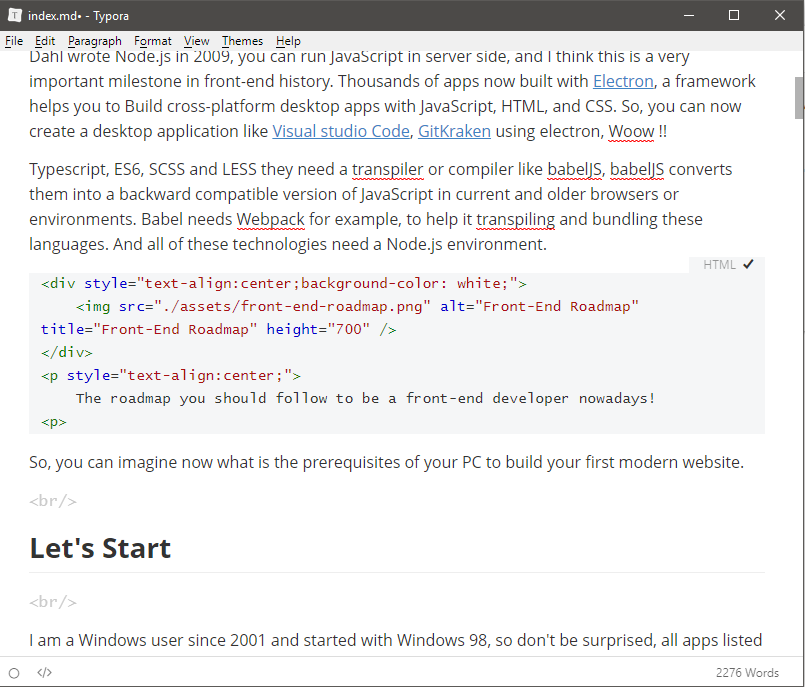 index.md• - Typora
File Edit Paragraph Format View Themes Help
Dahl wrote Node.js in 2009, you can run JavaScript in server side, and I think this is a very
important milestone in front-end history. Thousands of apps now built with Electron, a framework
helps you to Build cross-platform desktop apps with JavaScript, HTML, and CSS. So, you can now
create a desktop application like Visual studio Code, GitKraken using electron, Woow !!
Typescript, ES6, SCSS and LESS they need a transpiler or compiler like babelJS, babelJS converts
them into a backward compatible version of JavaScript in current and older browsers or
environments. Babel needs Webpack for example, to help it transpiling and bundling these
languages. And all of these technologies need a Node.js environment.
HTML ✔
<div style="text-align:center;background-color: white;">
    <img src="./assets/front-end-roadmap.png" alt="Front-End Roadmap"
title="Front-End Roadmap" height="700" />
</div>
<p style="text-align:center;">
    The roadmap you should follow to be a front-end developer nowadays!
<p>
So, you can imagine now what is the prerequisites of your PC to build your first modern website.
<br/>
Let's Start
<br/>
I am a Windows user since 2001 and started with Windows 98, so don't be surprised, all apps listed
</> 2276 Words